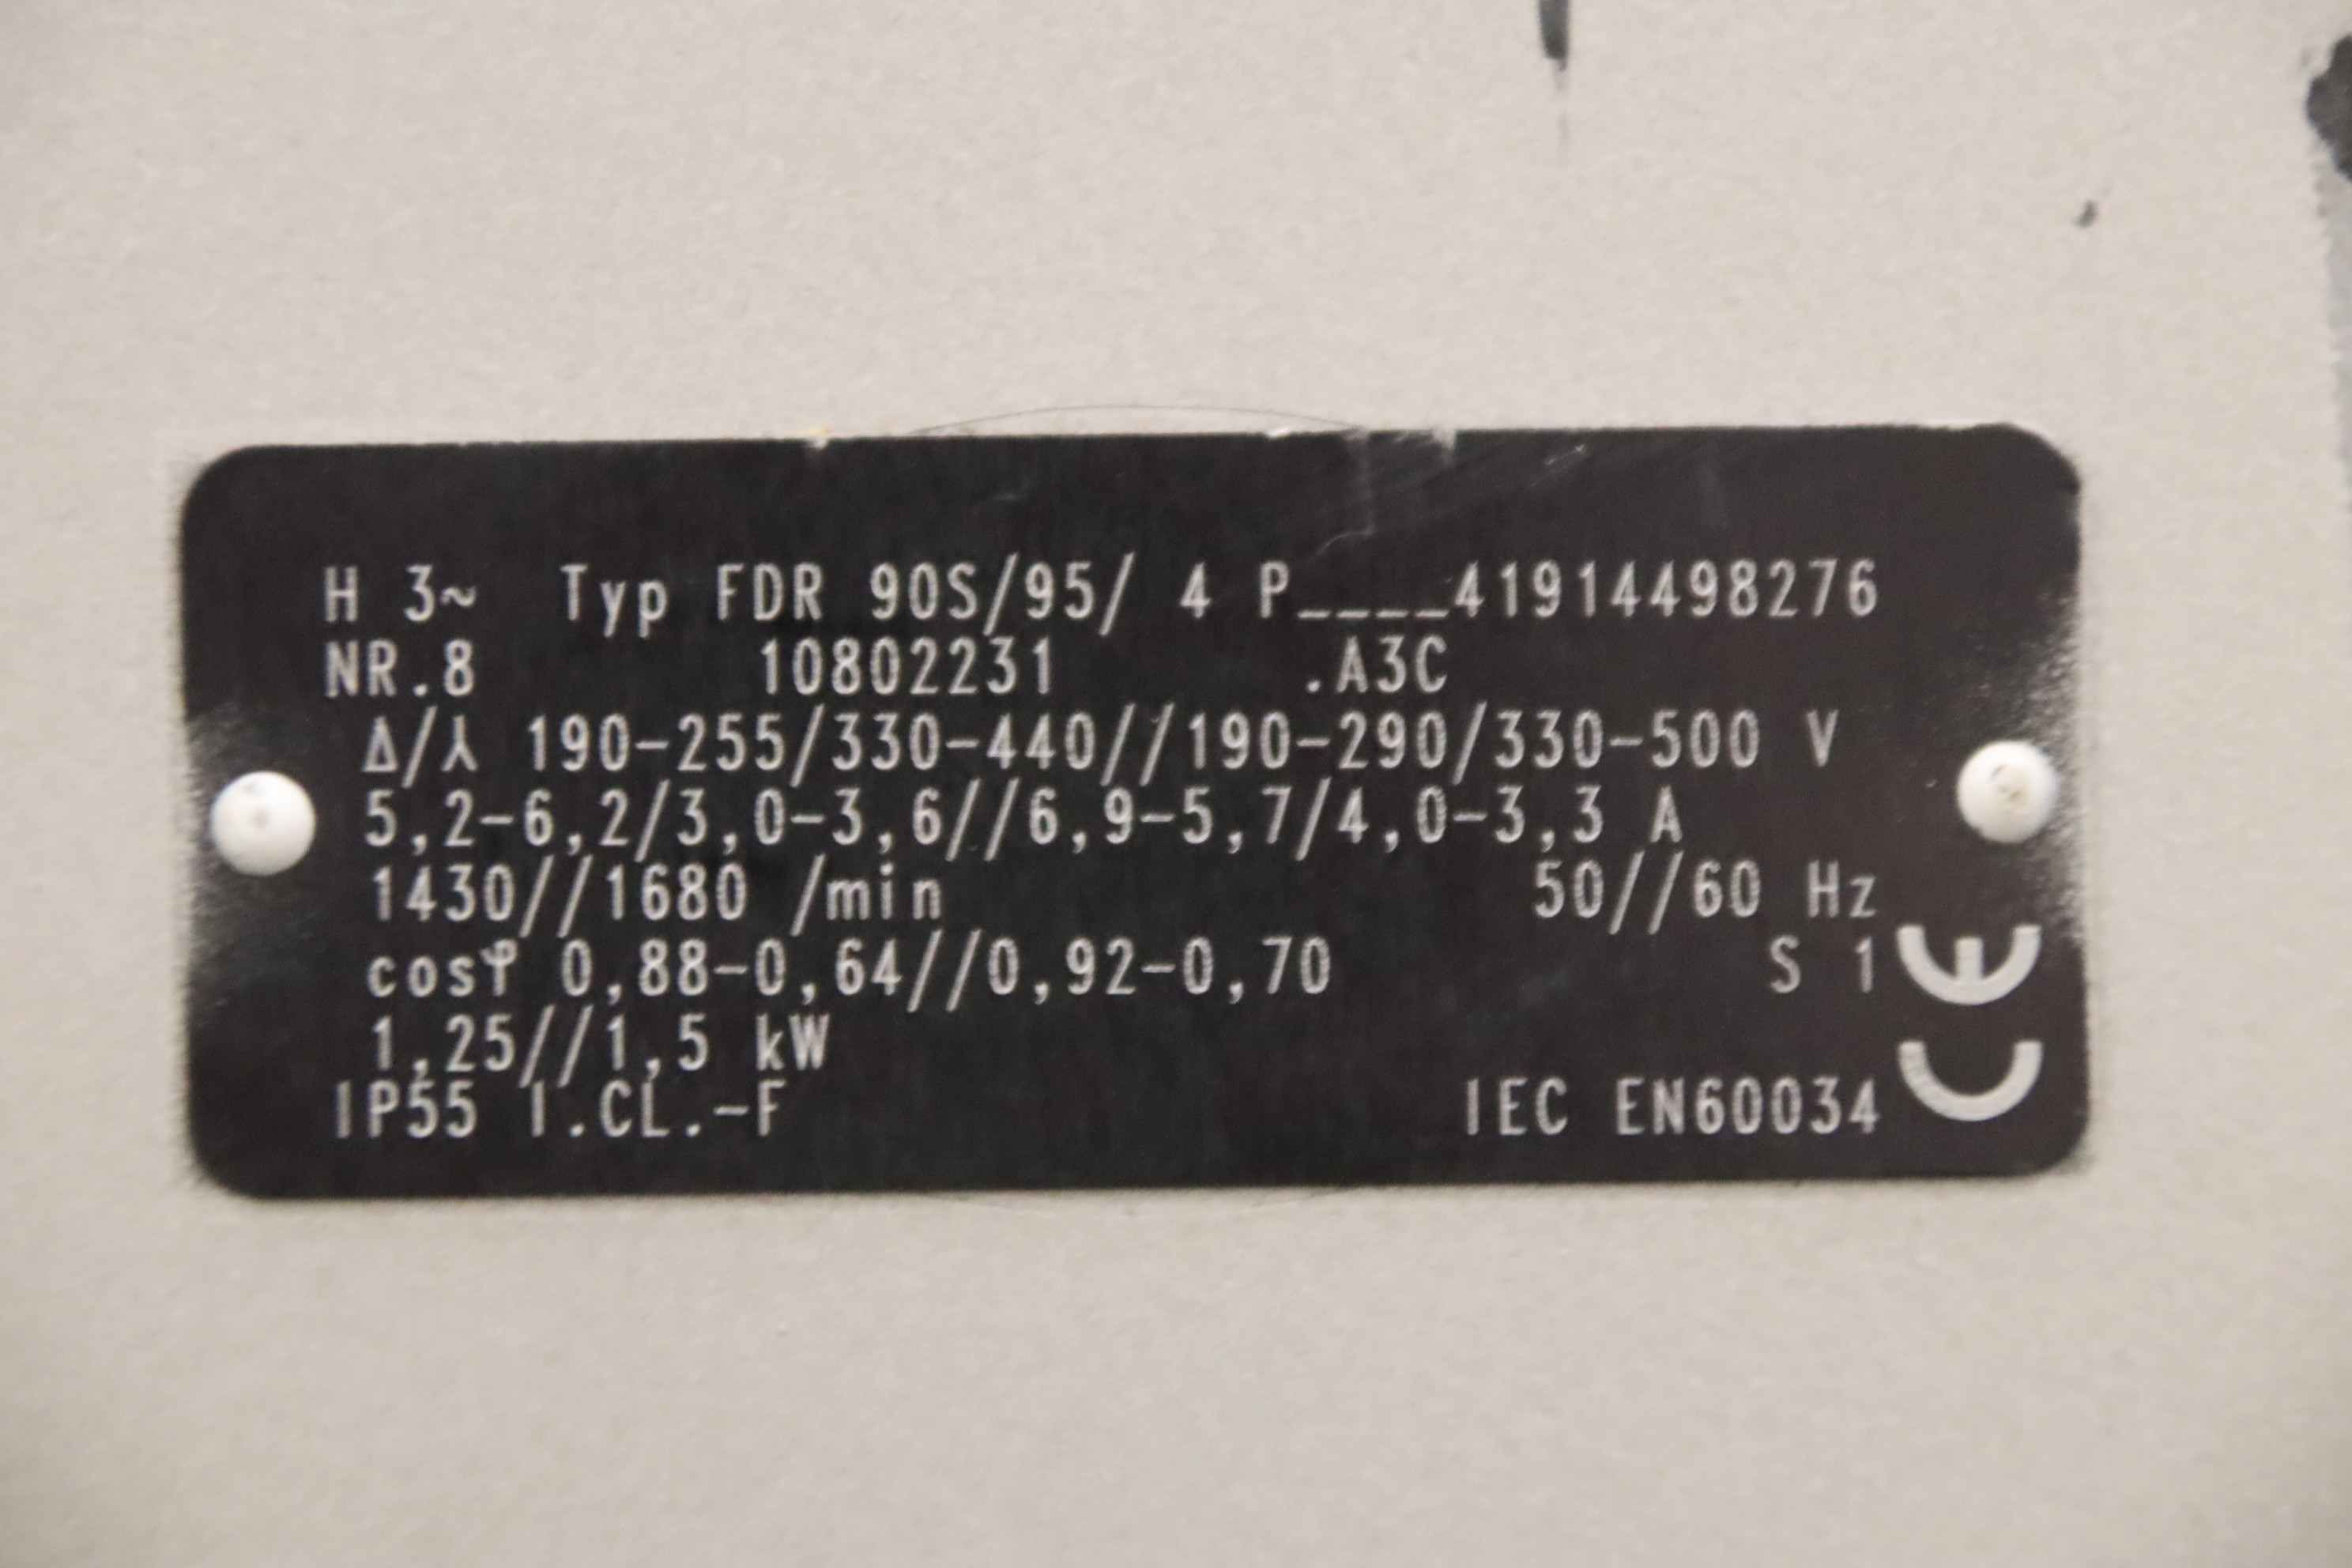 H 3~ Typ FDR 90S/95/ 4 P____41914498276
NR.8 10802231 .A3C
Δ/⅄ 190-255/330-440//190-290/330-500 V
5,2-6,2/3,0-3,6//6,9-5,7/4,0-3,3 A
1430//1680 /min 50//60 Hz
cosφ 0,88-0,64//0,92-0,70 S 1
1,25//1,5 kW
IP55 I.CL.-F IEC EN60034
CE